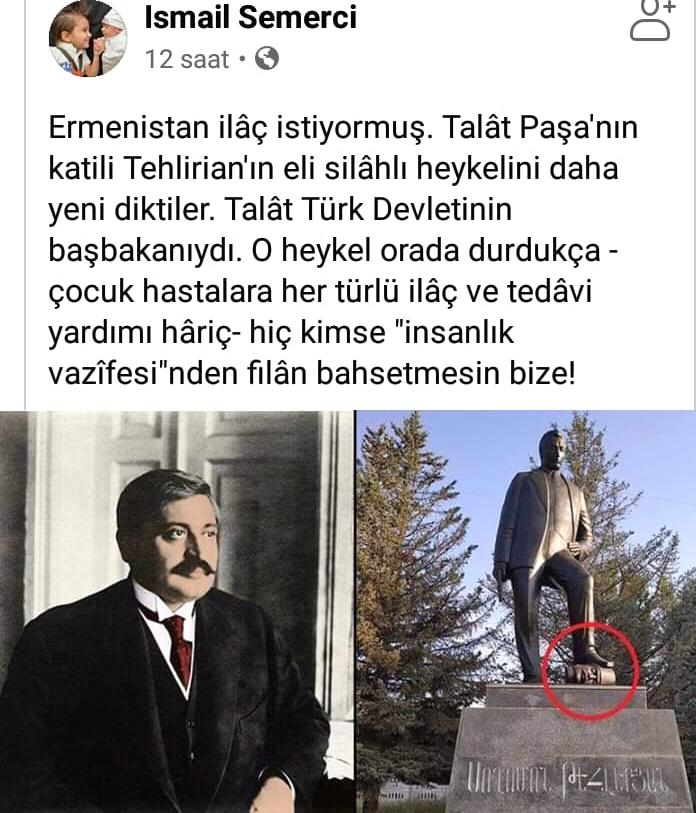 Ismail Semerci
12 saat
Ermenistan ilâç istiyormuş. Talât Paşa'nın
katili Tehlirian'ın eli silâhlı heykelini daha
yeni diktiler. Talât Türk Devletinin
başbakanıydı. O heykel orada durdukça -
çocuk hastalara her türlü ilâç ve tedâvi
yardımı hâriç- hiç kimse "insanlık
vazîfesi"nden filân bahsetmesin bize!
ՍՈՂՈՄՈՆ ԹԵՀԼԻՐՅԱՆ